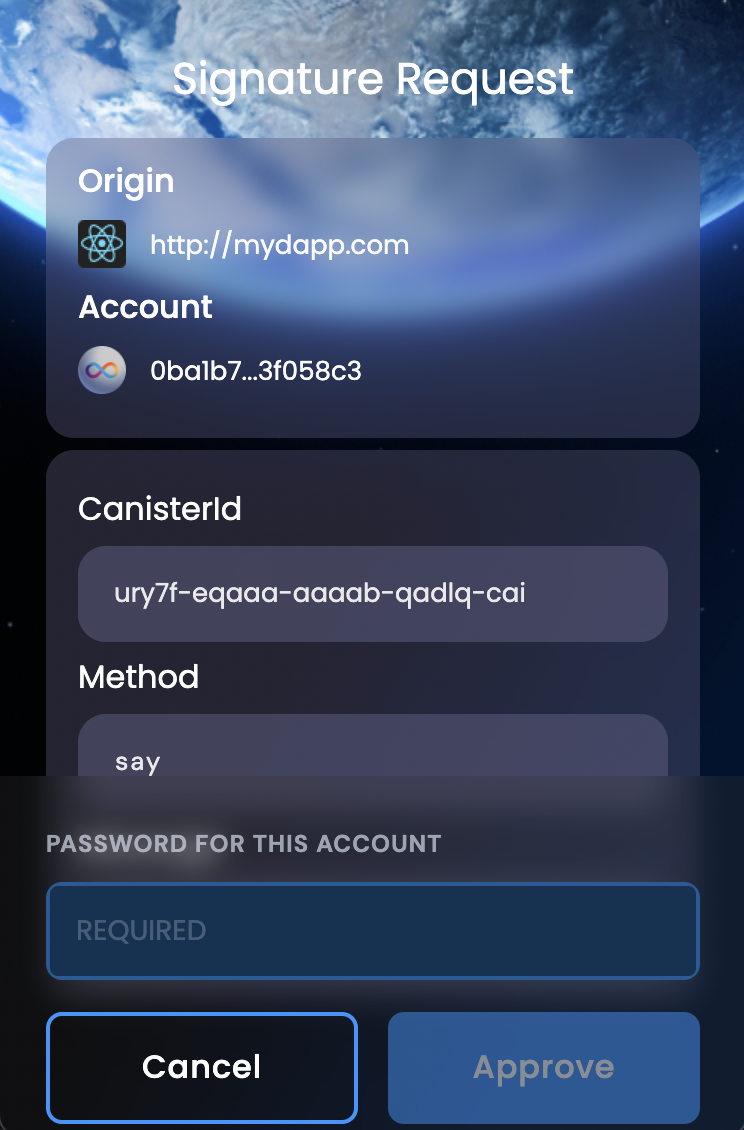 Signature Request
Origin
http://mydapp.com
Account
0ba1b7...3f058c3
CanisterId
ury7f-eqaaa-aaaab-qadlq-cai
Method
say
PASSWORD FOR THIS ACCOUNT
REQUIRED
Cancel
Approve